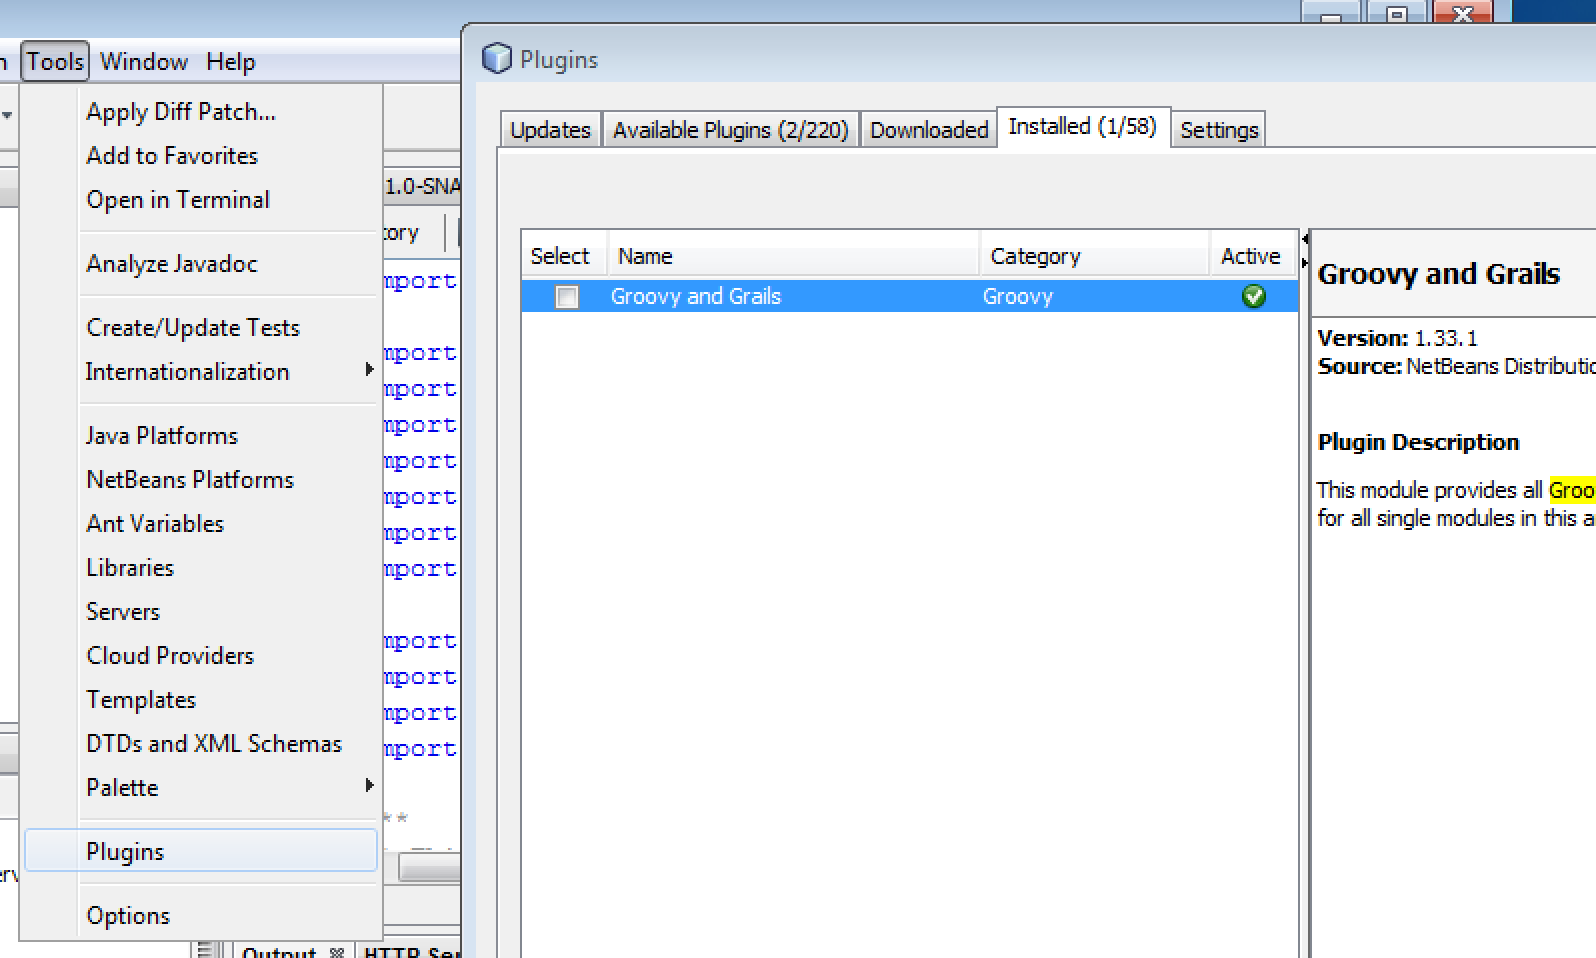 Tools Window Help
Apply Diff Patch...
Add to Favorites
Open in Terminal
Analyze Javadoc
Create/Update Tests
Internationalization
Java Platforms
NetBeans Platforms
Ant Variables
Libraries
Servers
Cloud Providers
Templates
DTDs and XML Schemas
Palette
Plugins
Options
1.0-SNA
tory
mport
mport
mport
mport
mport
mport
mport
mport
mport
mport
mport
mport
**
Output
HTTP Ser
Plugins
Updates Available Plugins (2/220) Downloaded Installed (1/58) Settings
Select Name Category Active
Groovy and Grails Groovy
Groovy and Grails
Version: 1.33.1
Source: NetBeans Distributio
Plugin Description
This module provides all Groo
for all single modules in this a